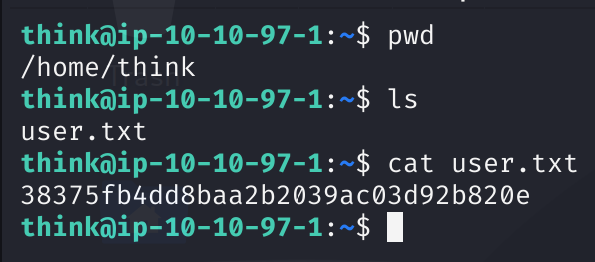 think@ip-10-10-97-1:~$ pwd
/home/think
think@ip-10-10-97-1:~$ ls
user.txt
think@ip-10-10-97-1:~$ cat user.txt
38375fb4dd8baa2b2039ac03d92b820e
think@ip-10-10-97-1:~$